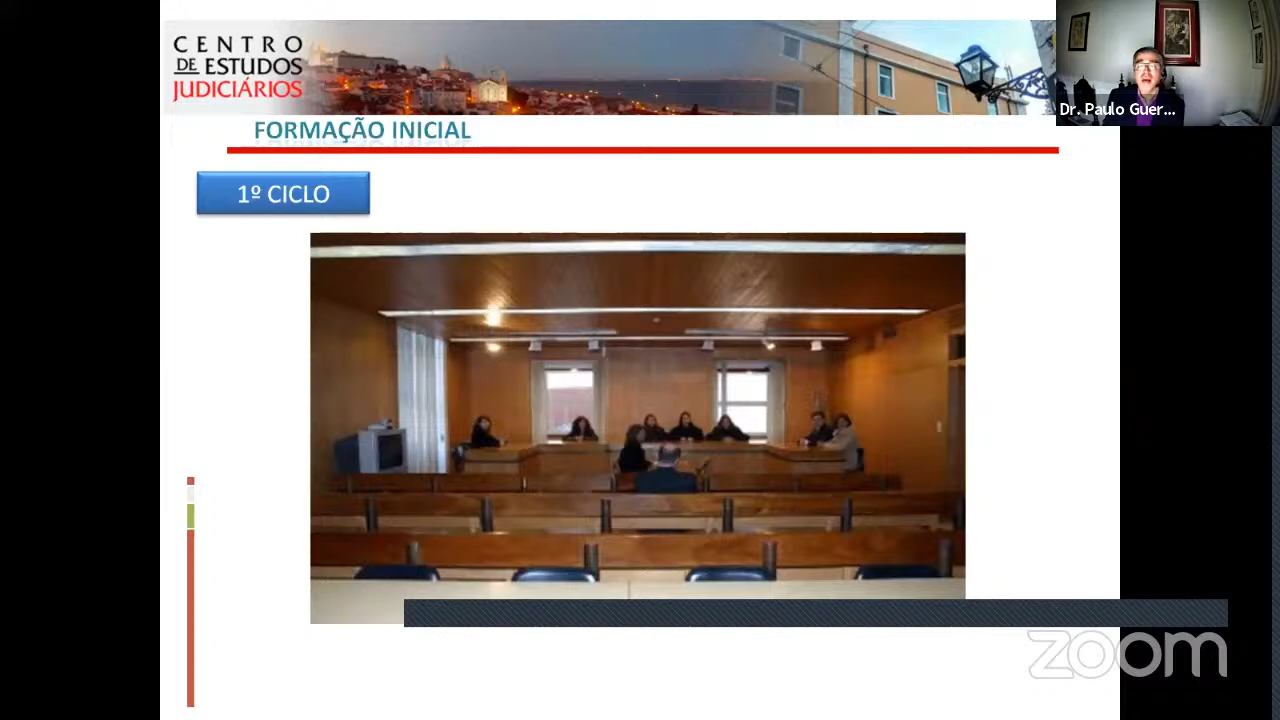 CENTRO
DE ESTUDOS
JUDICIÁRIOS
Dr. Paulo Guer...
FORMAÇÃO INICIAL
1º CICLO
zoom